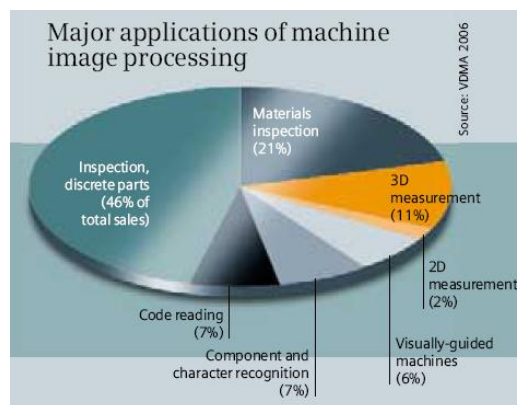 Major applications of machine
image processing
Source: VDMA 2006
Materials
inspection
(21%)
Inspection,
discrete parts
(46% of
total sales)
3D
measurement
(11%)
2D
measurement
(2%)
Code reading
(7%)
Visually-guided
machines
(6%)
Component and
character recognition
(7%)